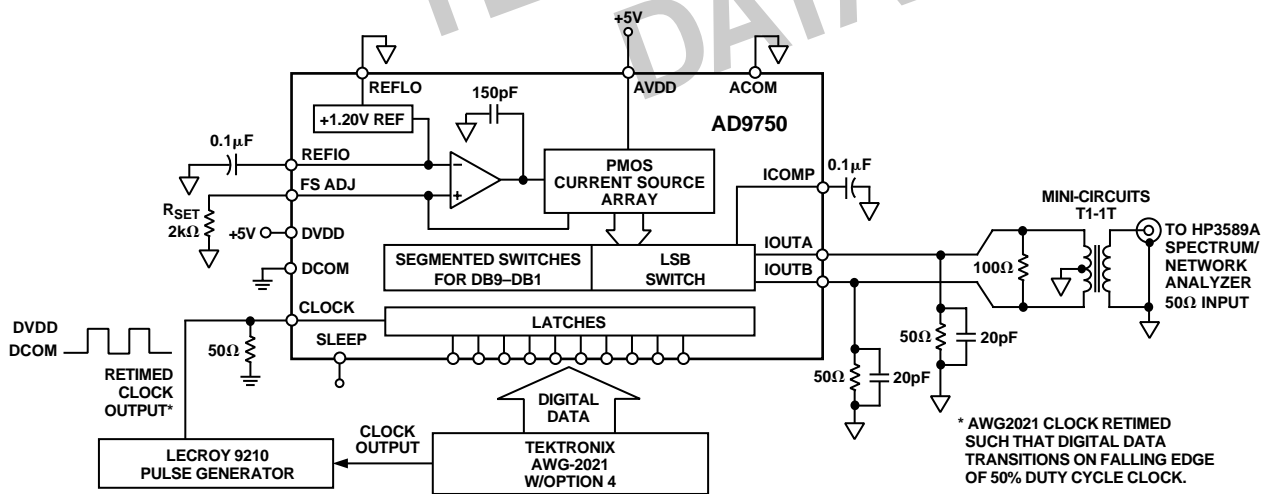 +5V
REFLO
AVDD
ACOM
150pF
+1.20V REF
AD9750
0.1µF
REFIO
PMOS
CURRENT SOURCE
ARRAY
ICOMP
0.1µF
FS ADJ
MINI-CIRCUITS
T1-1T
RSET
2kΩ
+5V
DVDD
IOUTA
TO HP3589A
SPECTRUM/
NETWORK
ANALYZER
50Ω INPUT
SEGMENTED SWITCHES
FOR DB9–DB1
LSB
SWITCH
IOUTB
100Ω
DCOM
CLOCK
LATCHES
DVDD
DCOM
50Ω
SLEEP
50Ω
20pF
50Ω
20pF
RETIMED
CLOCK
OUTPUT*
DIGITAL
DATA
CLOCK
OUTPUT
LECROY 9210
PULSE GENERATOR
TEKTRONIX
AWG-2021
W/OPTION 4
* AWG2021 CLOCK RETIMED
SUCH THAT DIGITAL DATA
TRANSITIONS ON FALLING EDGE
OF 50% DUTY CYCLE CLOCK.